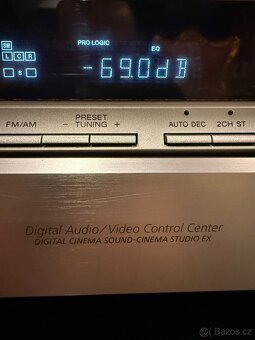 SW
PRO LOGIC EQ
L C R
S
-69.0dB
FM/AM
PRESET
- TUNING +
AUTO DEC
2CH ST
Digital Audio/Video Control Center
DIGITAL CINEMA SOUND-CINEMA STUDIO EX
Bazoš.cz